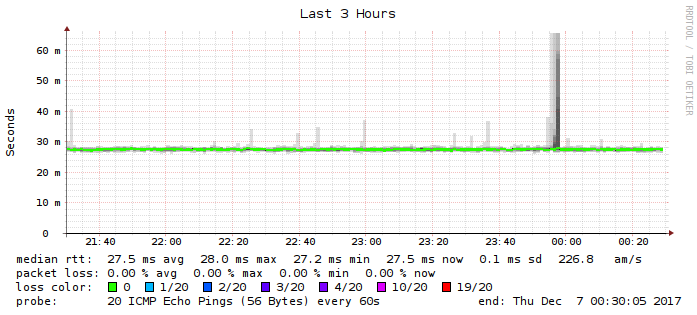 Last 3 Hours
RRDTOOL / TOBI OETIKER
Seconds
60 m
50 m
40 m
30 m
20 m
10 m
0
21:40 22:00 22:20 22:40 23:00 23:20 23:40 00:00 00:20
median rtt: 27.5 ms avg 28.0 ms max 27.2 ms min 27.5 ms now 0.1 ms sd 226.8 am/s
packet loss: 0.00 % avg 0.00 % max 0.00 % min 0.00 % now
loss color: 0 1/20 2/20 3/20 4/20 10/20 19/20
probe: 20 ICMP Echo Pings (56 Bytes) every 60s end: Thu Dec 7 00:30:05 2017